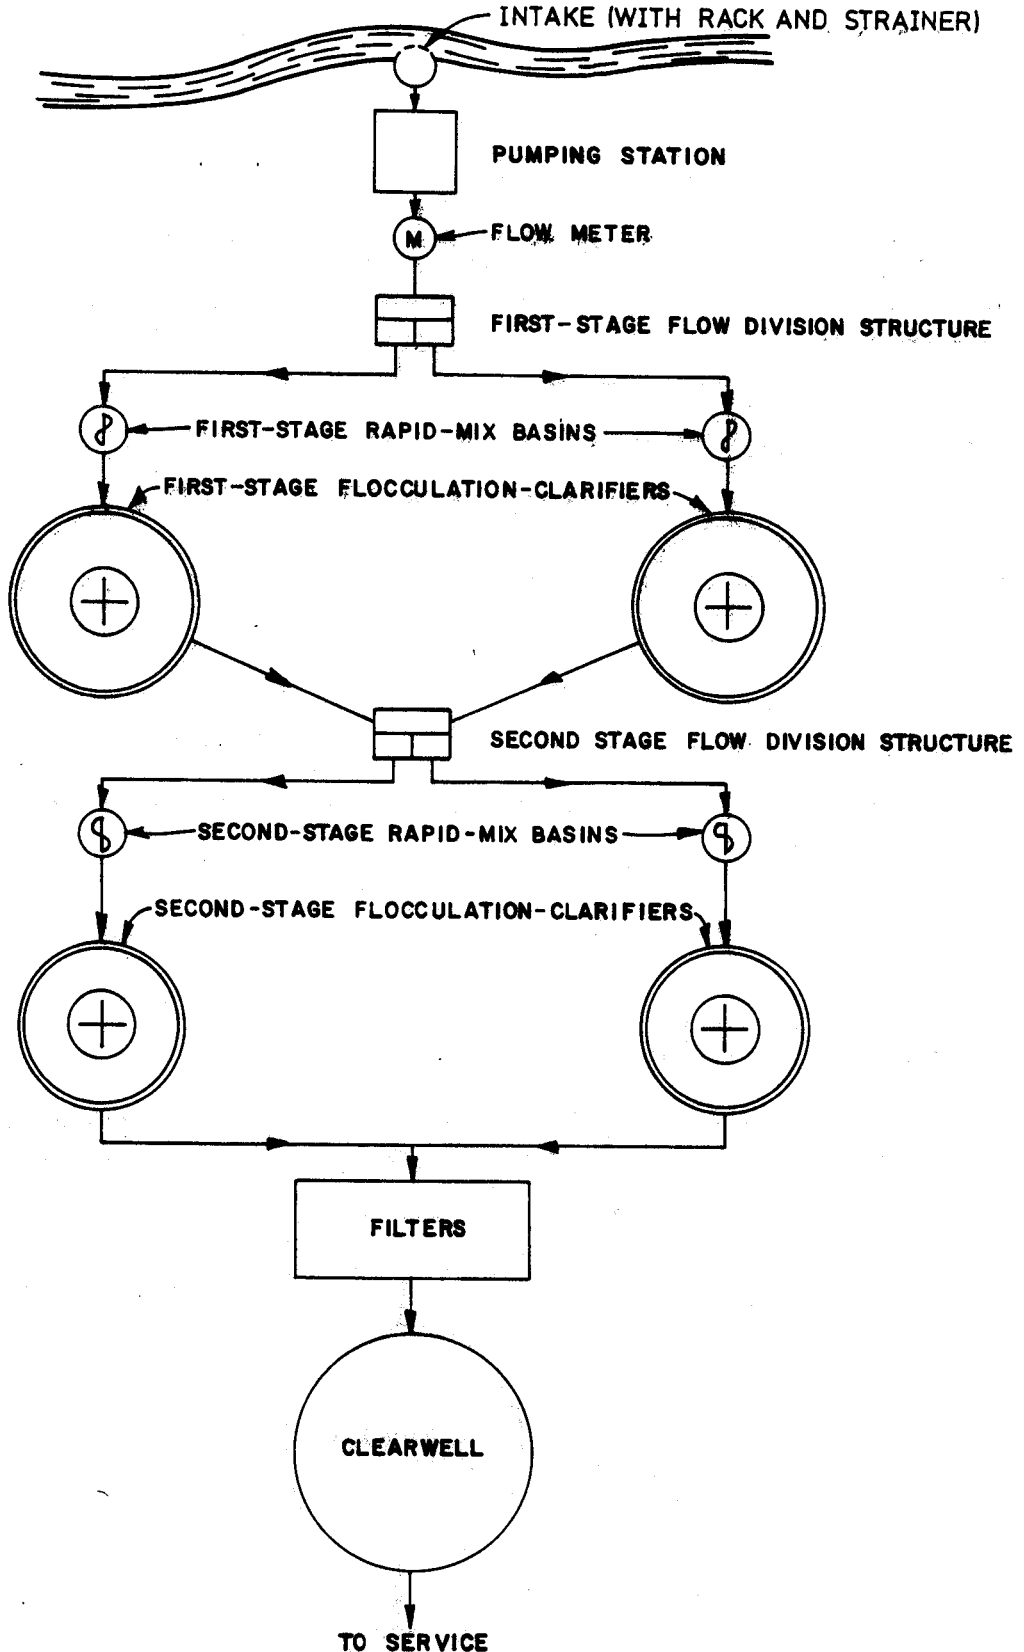 INTAKE (WITH RACK AND STRAINER)
PUMPING STATION
M
FLOW METER
FIRST-STAGE FLOW DIVISION STRUCTURE
FIRST-STAGE RAPID-MIX BASINS
FIRST-STAGE FLOCCULATION-CLARIFIERS
SECOND STAGE FLOW DIVISION STRUCTURE
SECOND-STAGE RAPID-MIX BASINS
SECOND-STAGE FLOCCULATION-CLARIFIERS
FILTERS
CLEARWELL
TO SERVICE